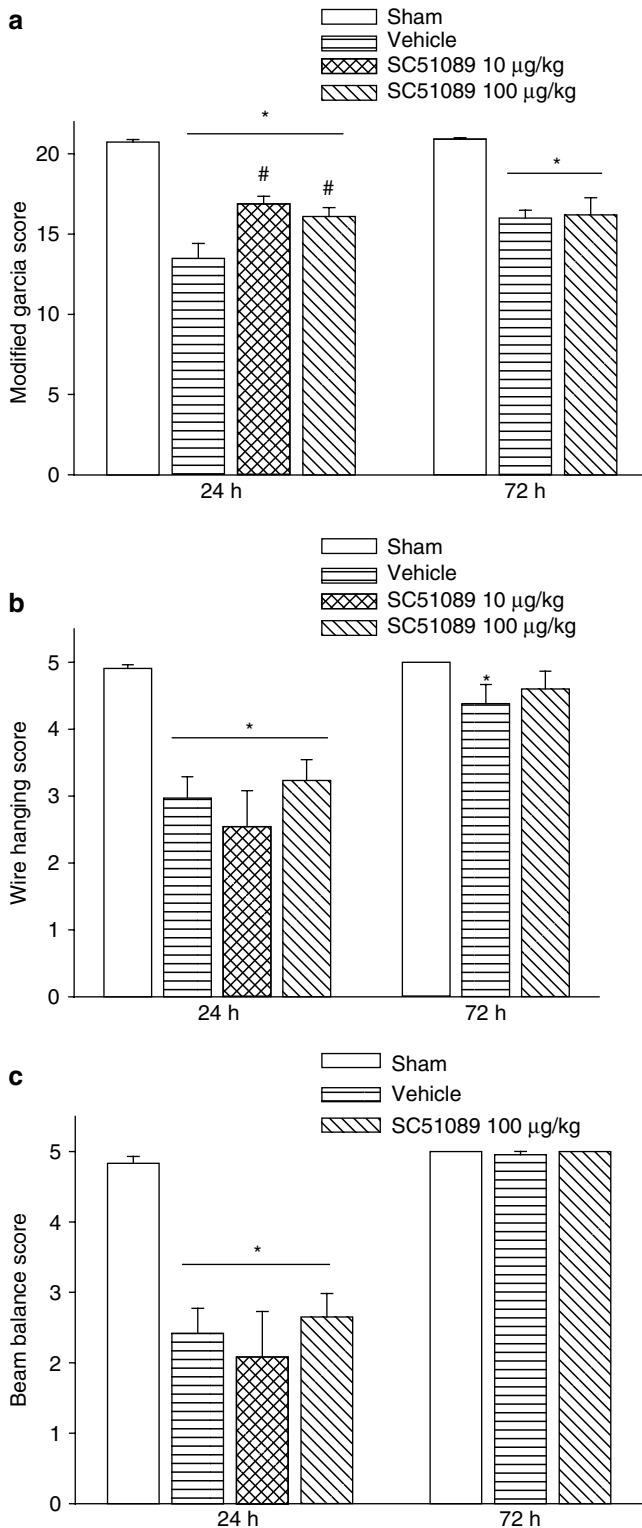 a
Sham
Vehicle
SC51089 10 μg/kg
SC51089 100 μg/kg
*
#
#
*
20
15
10
5
0
Modified garcia score
24 h
72 h
b
Sham
Vehicle
SC51089 10 μg/kg
SC51089 100 μg/kg
*
*
5
4
3
2
1
0
Wire hanging score
24 h
72 h
c
Sham
Vehicle
SC51089 100 μg/kg
*
5
4
3
2
1
0
Beam balance score
24 h
72 h